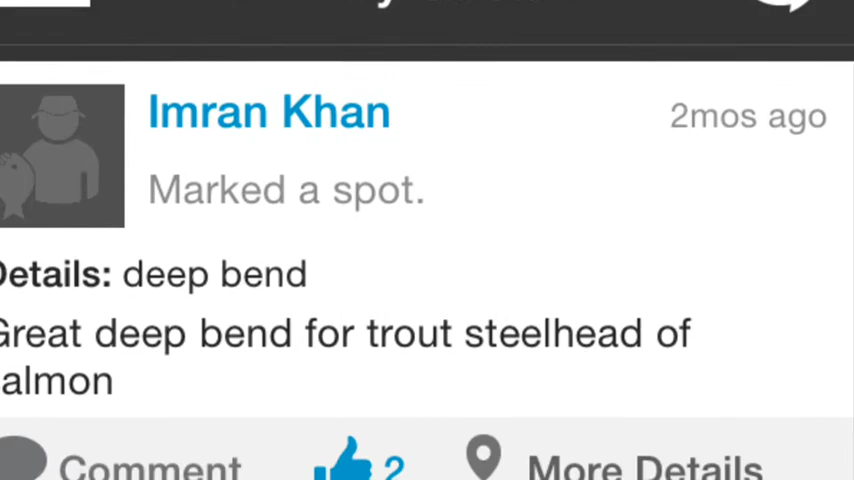 Imran Khan
2mos ago
Marked a spot.
Details: deep bend
Great deep bend for trout steelhead of
almon
Comment
2
More Details